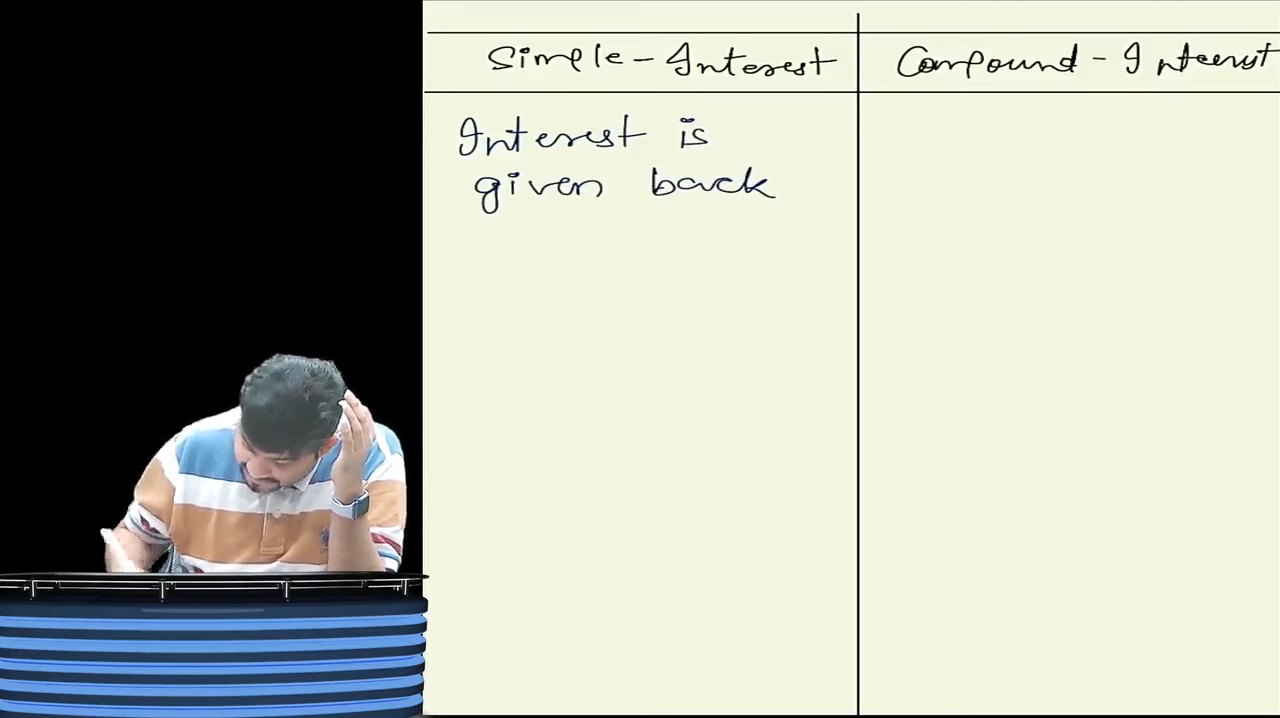 Simple - Interest
Compound - Interest
Interest is
given back